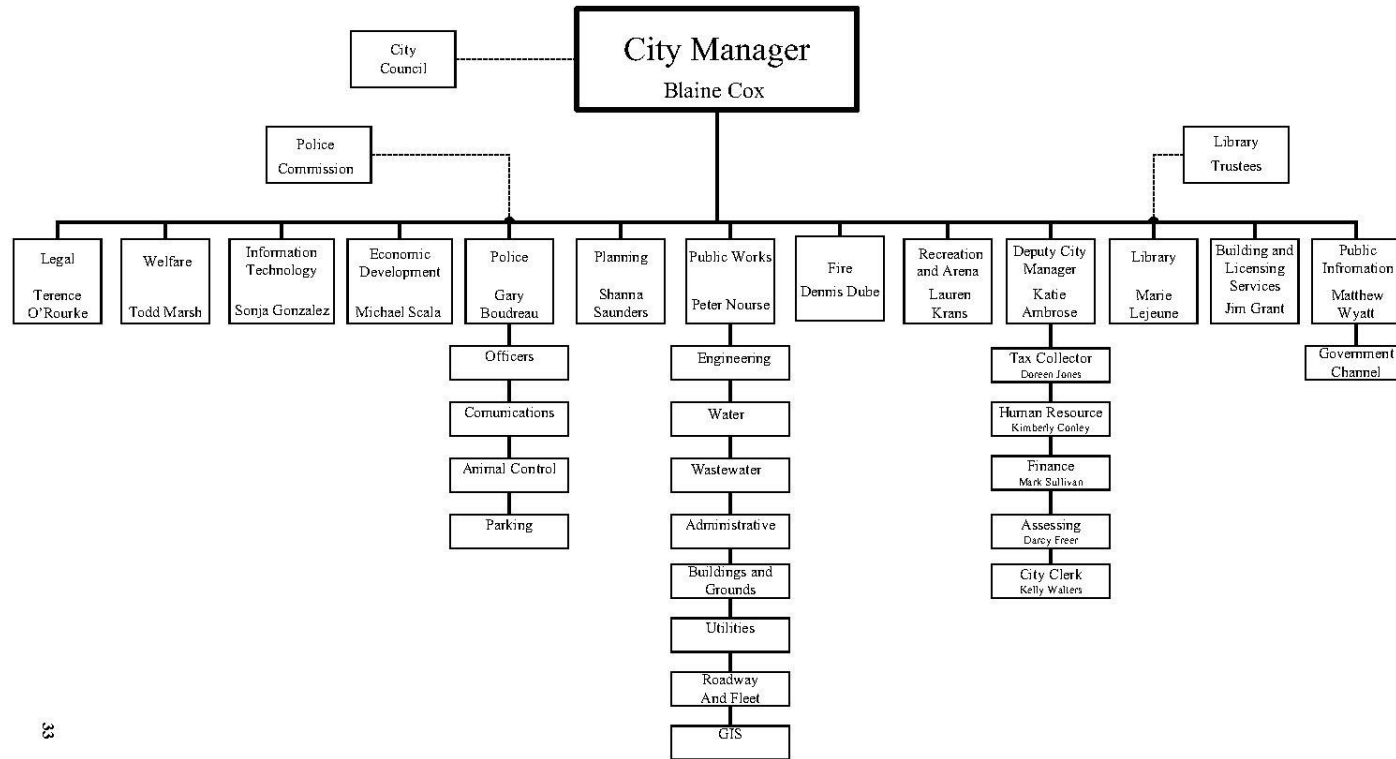 City Manager
Blaine Cox
City
Council
Police
Commission
Library
Trustees
Legal
Terence
O'Rourke
Welfare
Todd Marsh
Information
Technology
Sonja Gonzalez
Economic
Development
Michael Scala
Police
Gary
Boudreau
Planning
Shanna
Saunders
Public Works
Peter Nourse
Fire
Dennis Dube
Recreation
and Arena
Lauren
Krans
Deputy City
Manager
Katie
Ambrose
Library
Marie
Lejeune
Building and
Licensing
Services
Jim Grant
Public
Infromation
Matthew
Wyatt
Officers
Comunications
Animal Control
Parking
Engineering
Water
Wastewater
Administrative
Buildings and
Grounds
Utilities
Roadway
And Fleet
GIS
Tax Collector
Doreen Jones
Human Resource
Kimberly Conley
Finance
Mark Sullivan
Assessing
Darcy Freer
City Clerk
Kelly Walters
Government
Channel
33